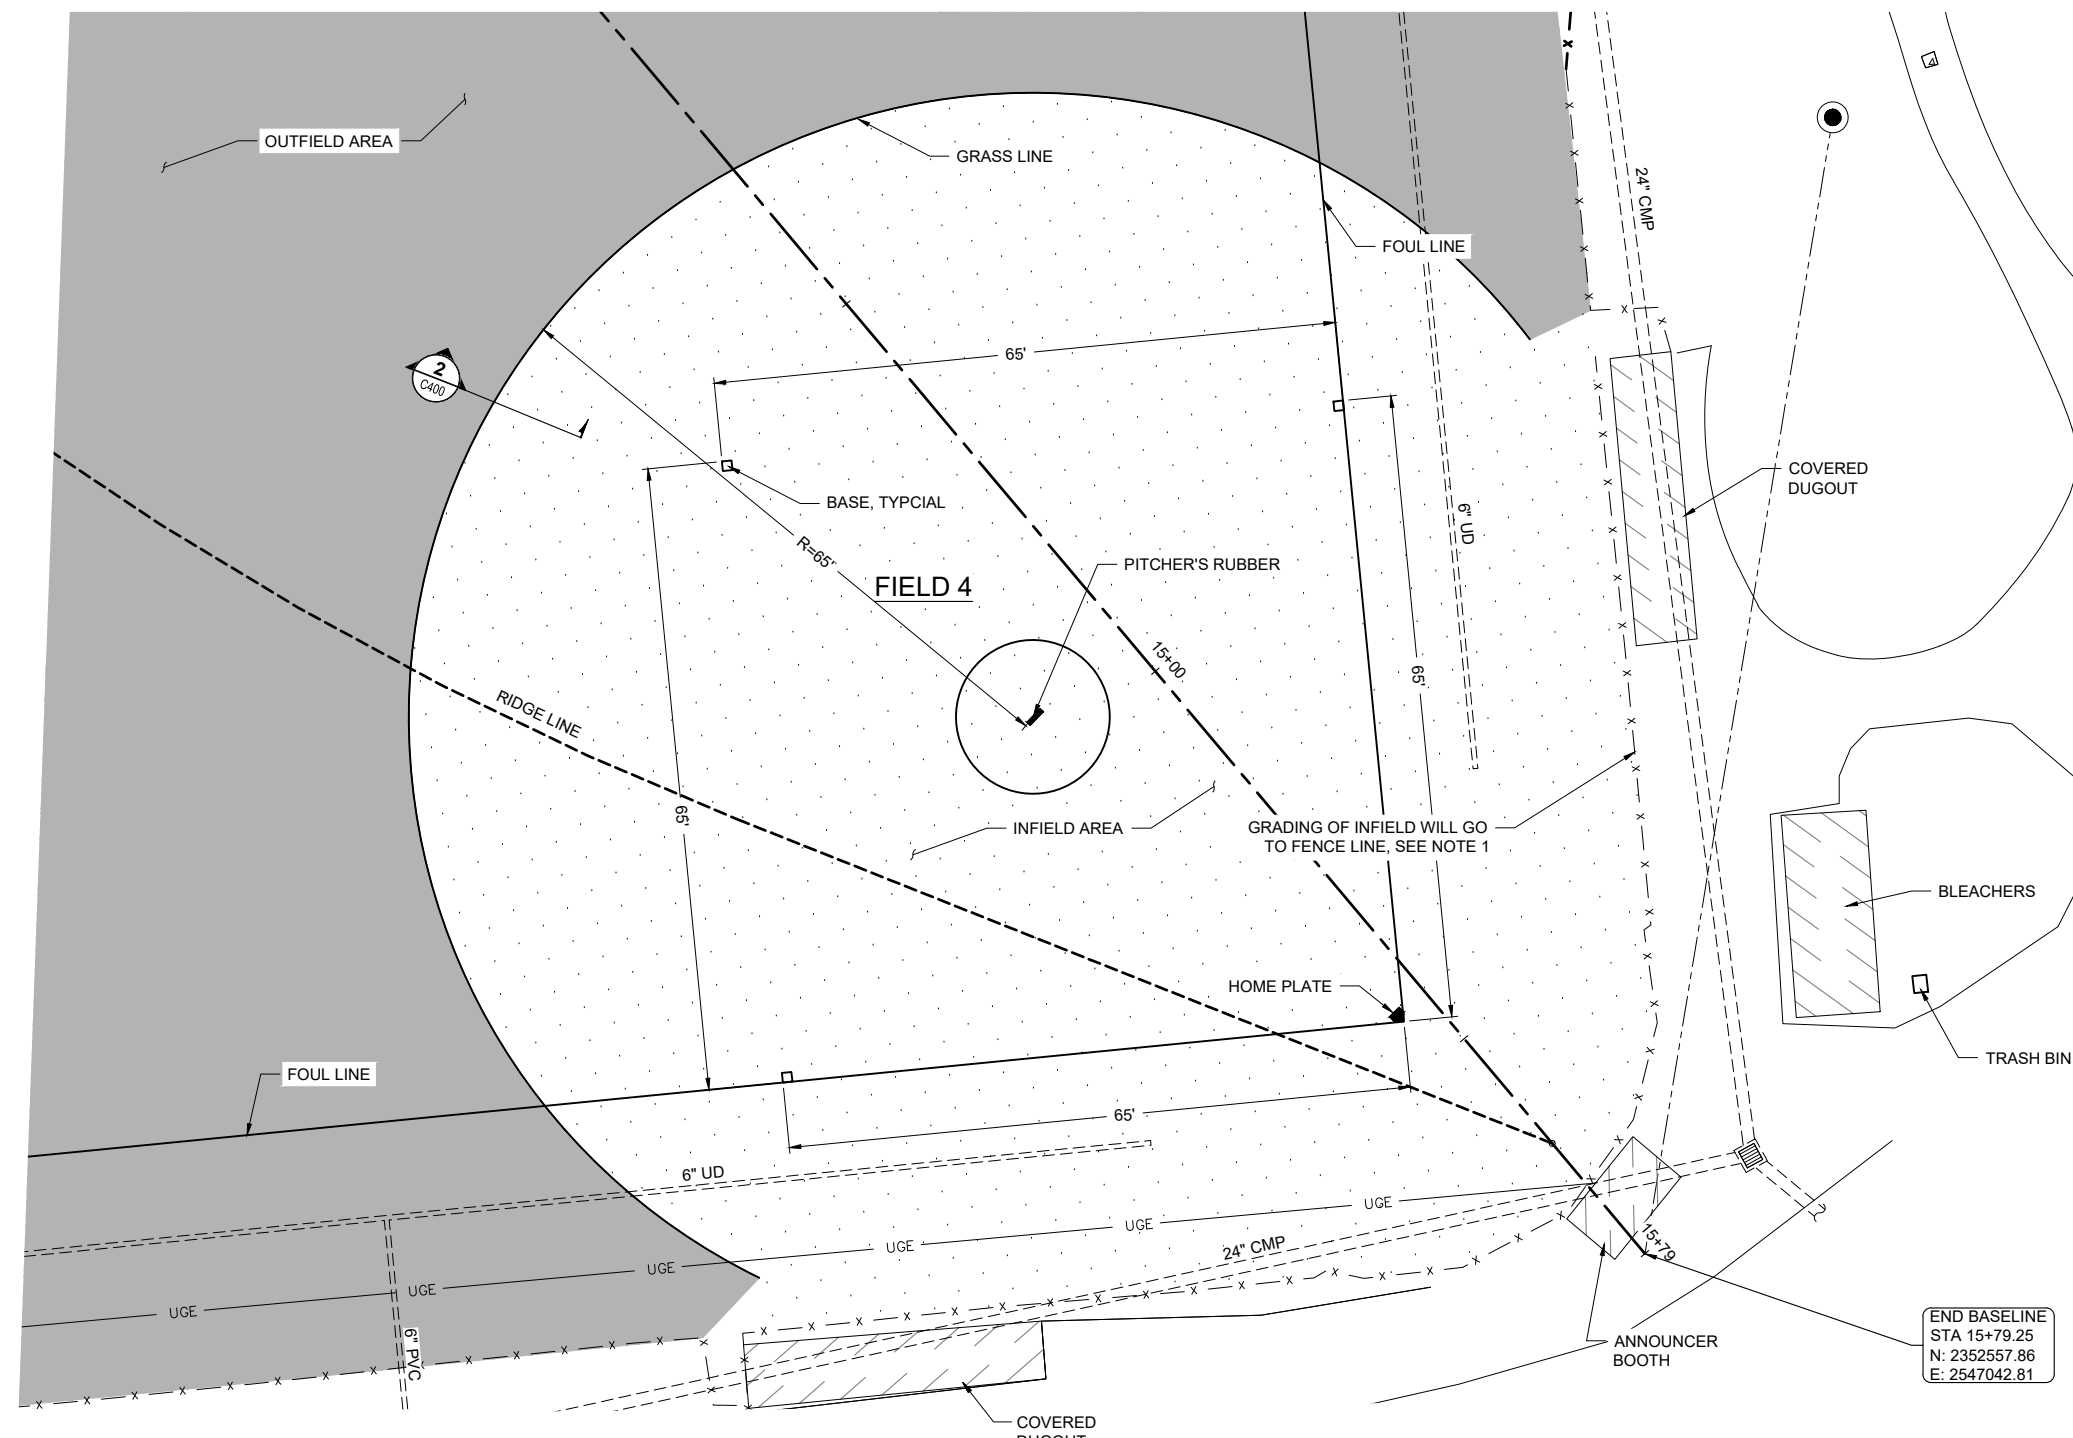 24" CMP
OUTFIELD AREA
GRASS LINE
FOUL LINE
65'
2
C400
COVERED
DUGOUT
BASE, TYPCIAL
6" UD
R=65'
PITCHER'S RUBBER
FIELD 4
15+00
65'
RIDGE LINE
65'
INFIELD AREA
GRADING OF INFIELD WILL GO
TO FENCE LINE, SEE NOTE 1
BLEACHERS
HOME PLATE
TRASH BIN
FOUL LINE
65'
6" UD
UGE
UGE
UGE
UGE
UGE
UGE
24" CMP
15+79
6" PVC
ANNOUNCER
BOOTH
END BASELINE
STA 15+79.25
N: 2352557.86
E: 2547042.81
COVERED